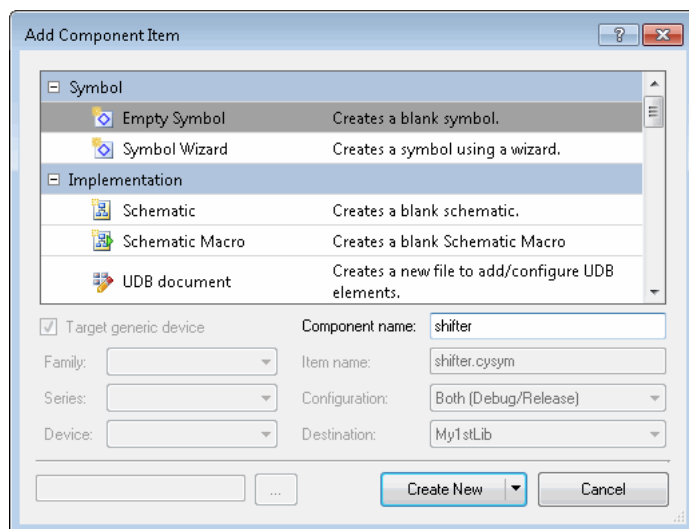 Add Component Item
Symbol
Empty Symbol Creates a blank symbol.
Symbol Wizard Creates a symbol using a wizard.
Implementation
Schematic Creates a blank schematic.
Schematic Macro Creates a blank Schematic Macro
UDB document Creates a new file to add/configure UDB
elements.
Target generic device Component name: shifter
Family: Item name: shifter.cysym
Series: Configuration: Both (Debug/Release)
Device: Destination: My1stLib
... Create New Cancel